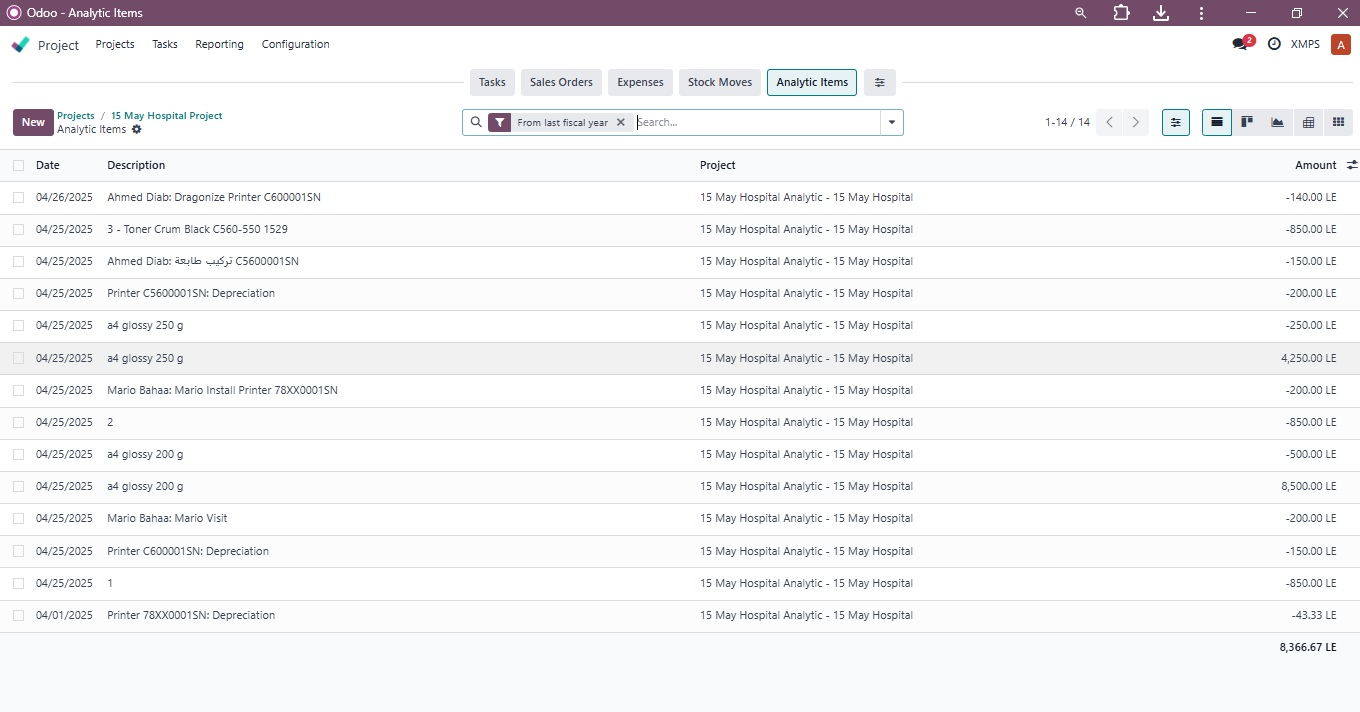 Odoo - Analytic Items
Project Projects Tasks Reporting Configuration 2 XMPS A
Tasks Sales Orders Expenses Stock Moves Analytic Items
New Projects / 15 May Hospital Project
Analytic Items
From last fiscal year Search...
1-14 / 14
Date Description Project Amount
04/26/2025 Ahmed Diab: Dragonize Printer C600001SN 15 May Hospital Analytic - 15 May Hospital -140.00 LE
04/25/2025 3 - Toner Crum Black C560-550 1529 15 May Hospital Analytic - 15 May Hospital -850.00 LE
04/25/2025 Ahmed Diab: تركيب طابعة C5600001SN 15 May Hospital Analytic - 15 May Hospital -150.00 LE
04/25/2025 Printer C5600001SN: Depreciation 15 May Hospital Analytic - 15 May Hospital -200.00 LE
04/25/2025 a4 glossy 250 g 15 May Hospital Analytic - 15 May Hospital -250.00 LE
04/25/2025 a4 glossy 250 g 15 May Hospital Analytic - 15 May Hospital 4,250.00 LE
04/25/2025 Mario Bahaa: Mario Install Printer 78XX0001SN 15 May Hospital Analytic - 15 May Hospital -200.00 LE
04/25/2025 2 15 May Hospital Analytic - 15 May Hospital -850.00 LE
04/25/2025 a4 glossy 200 g 15 May Hospital Analytic - 15 May Hospital -500.00 LE
04/25/2025 a4 glossy 200 g 15 May Hospital Analytic - 15 May Hospital 8,500.00 LE
04/25/2025 Mario Bahaa: Mario Visit 15 May Hospital Analytic - 15 May Hospital -200.00 LE
04/25/2025 Printer C600001SN: Depreciation 15 May Hospital Analytic - 15 May Hospital -150.00 LE
04/25/2025 1 15 May Hospital Analytic - 15 May Hospital -850.00 LE
04/01/2025 Printer 78XX0001SN: Depreciation 15 May Hospital Analytic - 15 May Hospital -43.33 LE
8,366.67 LE